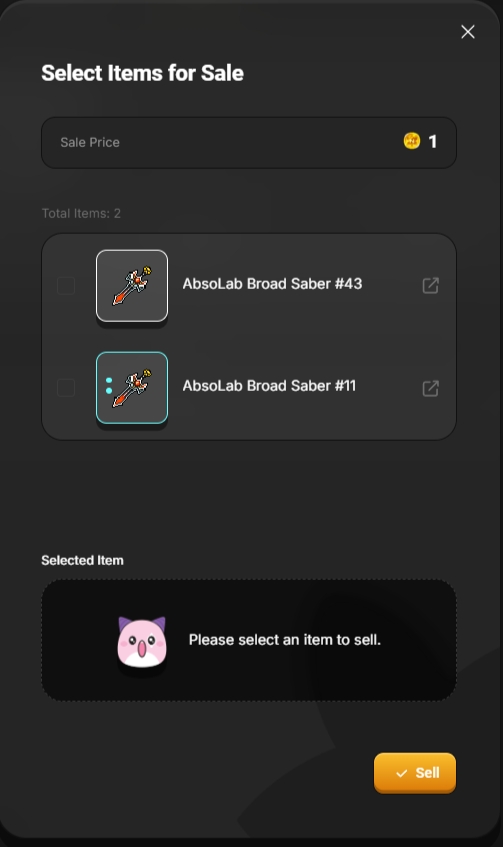 Select Items for Sale
Sale Price 1
Total Items: 2
AbsoLab Broad Saber #43
AbsoLab Broad Saber #11
Selected Item
Please select an item to sell.
Sell